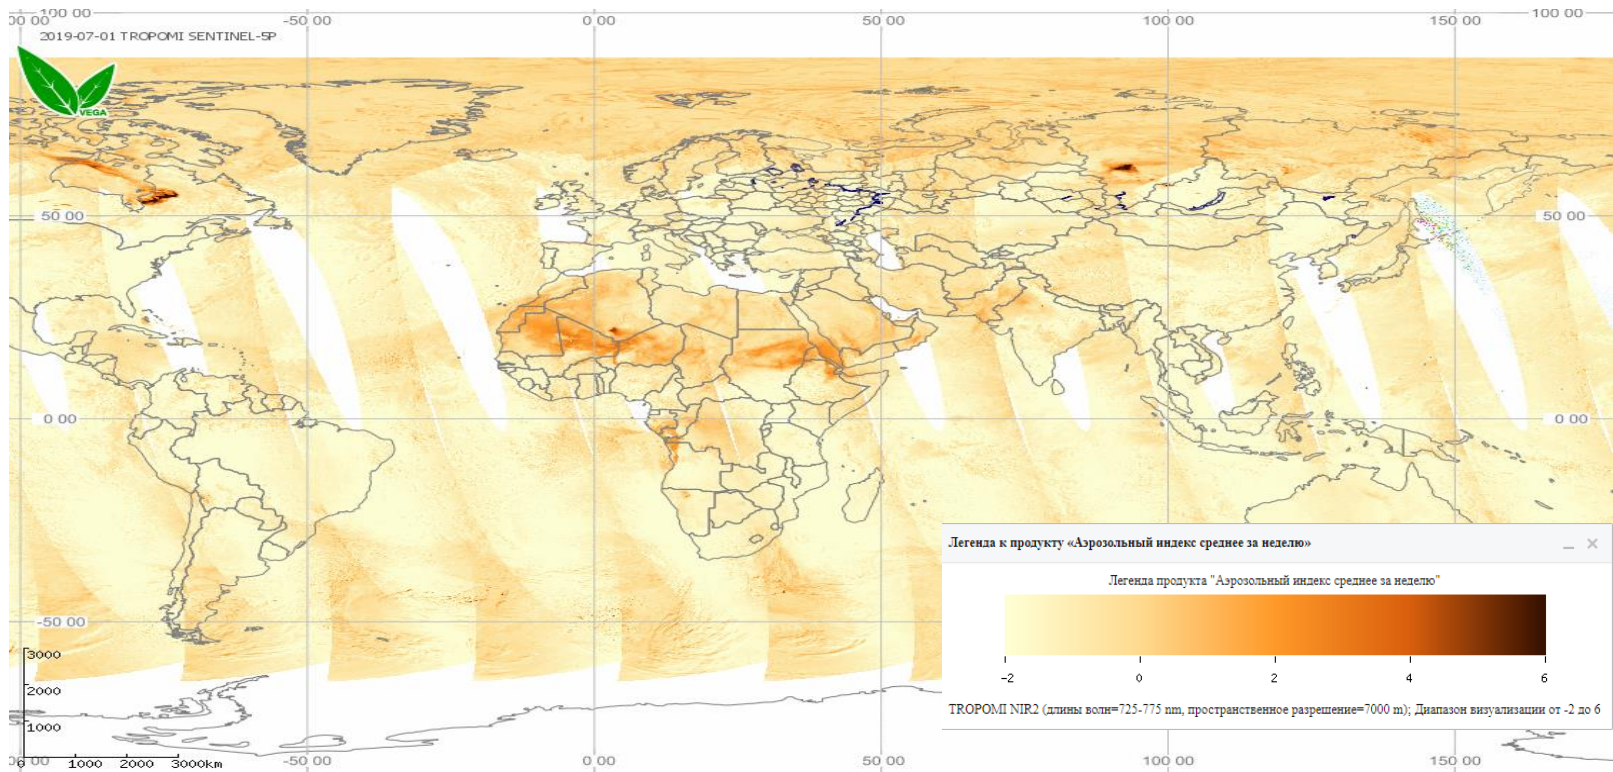 00 00 100 00 -50 00 0 00 50 00 100 00 150 00 100 00
2019-07-01 TROPOMI SENTINEL-5P
VEGA
50 00 50 00
0 00 0 00
-50 00
Легенда к продукту «Аэрозольный индекс среднее за неделю»
Легенда продукта "Аэрозольный индекс среднее за неделю"
-2 0 2 4 6
TROPOMI NIR2 (длины волн=725-775 nm, пространственное разрешение=7000 m); Диапазон визуализации от -2 до 6
3000
2000
1000
0 1000 2000 3000km
00 00 -50 00 0 00 50 00 100 00 150 00